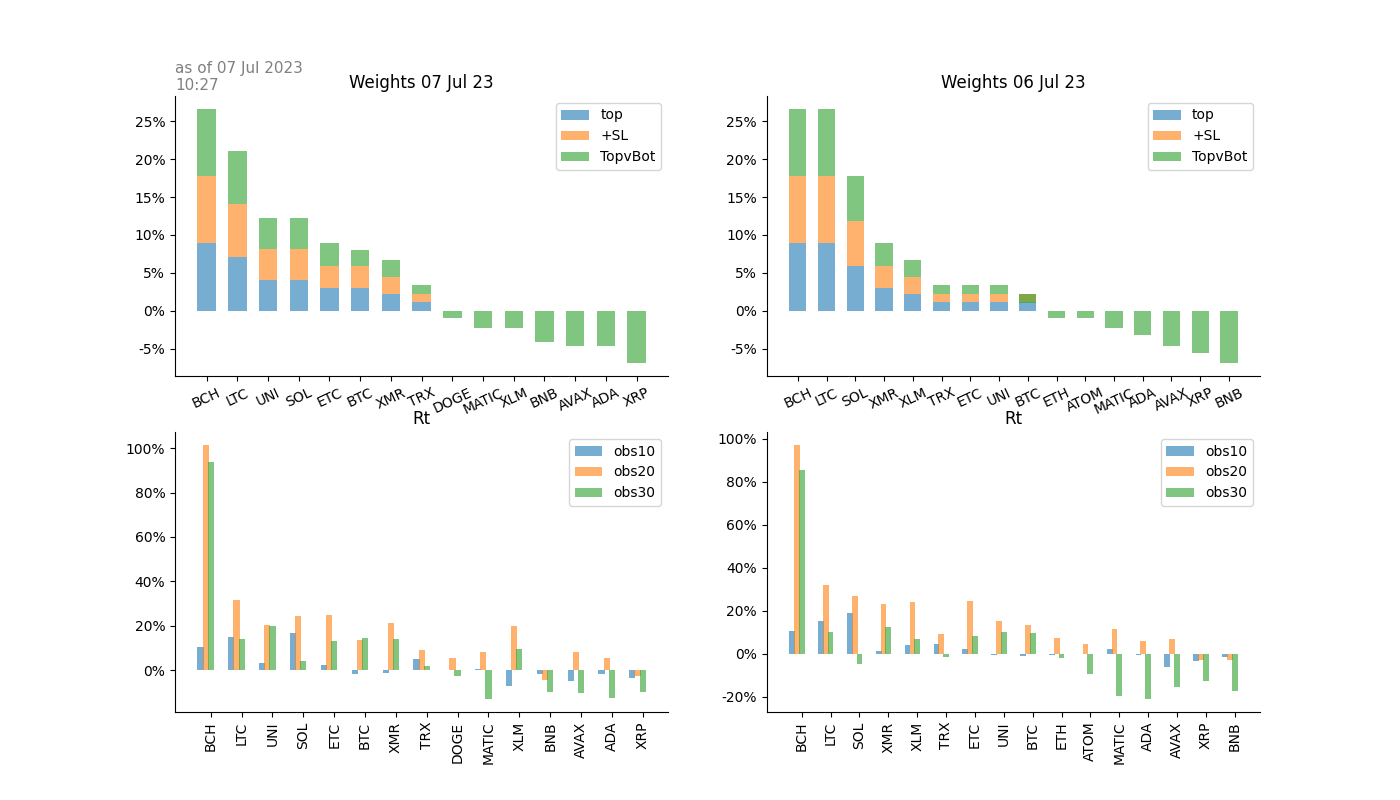 as of 07 Jul 2023
10:27
Weights 07 Jul 23
25%
20%
15%
10%
5%
0%
-5%
top
+SL
TopvBot
BCH LTC UNI SOL ETC BTC XMR TRX DOGE MATIC XLM BNB AVAX ADA XRP
Weights 06 Jul 23
25%
20%
15%
10%
5%
0%
-5%
top
+SL
TopvBot
BCH LTC SOL XMR XLM TRX ETC UNI BTC ETH ATOM MATIC ADA AVAX XRP BNB
Rt
100%
80%
60%
40%
20%
0%
obs10
obs20
obs30
BCH LTC UNI SOL ETC BTC XMR TRX DOGE MATIC XLM BNB AVAX ADA XRP
Rt
100%
80%
60%
40%
20%
0%
-20%
obs10
obs20
obs30
BCH LTC SOL XMR XLM TRX ETC UNI BTC ETH ATOM MATIC ADA AVAX XRP BNB